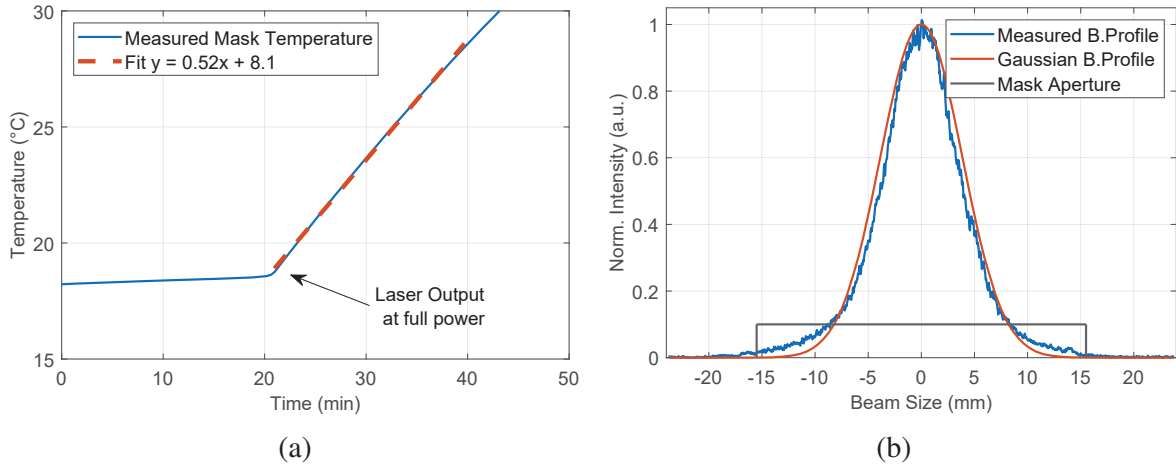 30
25
20
15
Temperature (°C)
0
10
20
30
40
50
Time (min)
Measured Mask Temperature
Fit y = 0.52x + 8.1
Laser Output
at full power
(a)
1
0.8
0.6
0.4
0.2
0
Norm. Intensity (a.u.)
-20
-15
-10
-5
0
5
10
15
20
Beam Size (mm)
Measured B.Profile
Gaussian B.Profile
Mask Aperture
(b)